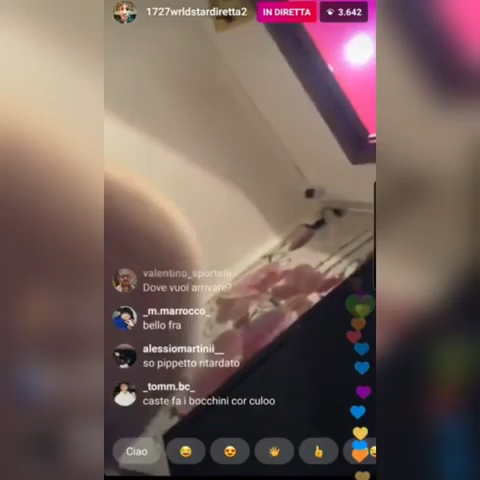 1727wrldstardiretta2
IN DIRETTA
3.642
valentino_sportelli
Dove vuoi arrivare?
_m.marrocco_
bello fra
alessiomartinii__
so pippetto ritardato
_tomm.bc_
caste fa i bocchini cor culoo
Ciao